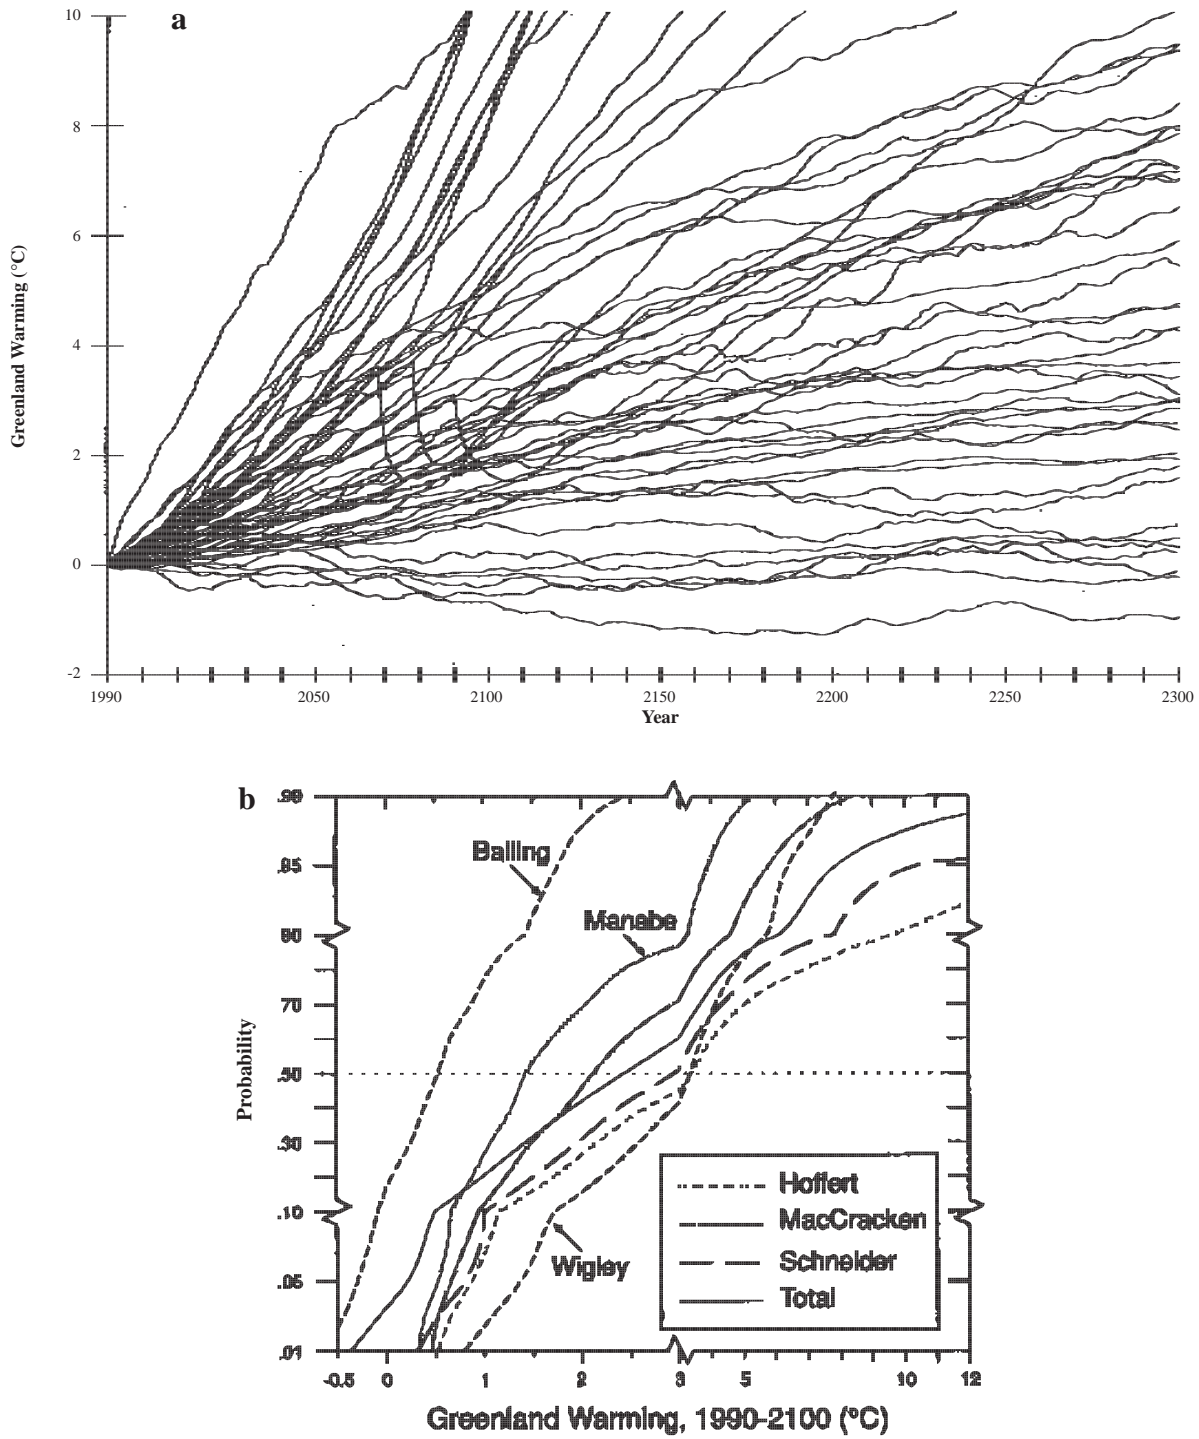 a
10
8
6
4
2
0
-2
Greenland Warming (°C)
1990 2050 2100 2150 2200 2250 2300
Year
b
.99
.95
.90
.70
.50
.30
.10
.05
.01
Probability
Balling
Manabe
Wigley
Hoffert
MacCracken
Schneider
Total
-0.5 0 1 2 3 5 10 12
Greenland Warming, 1990-2100 (°C)